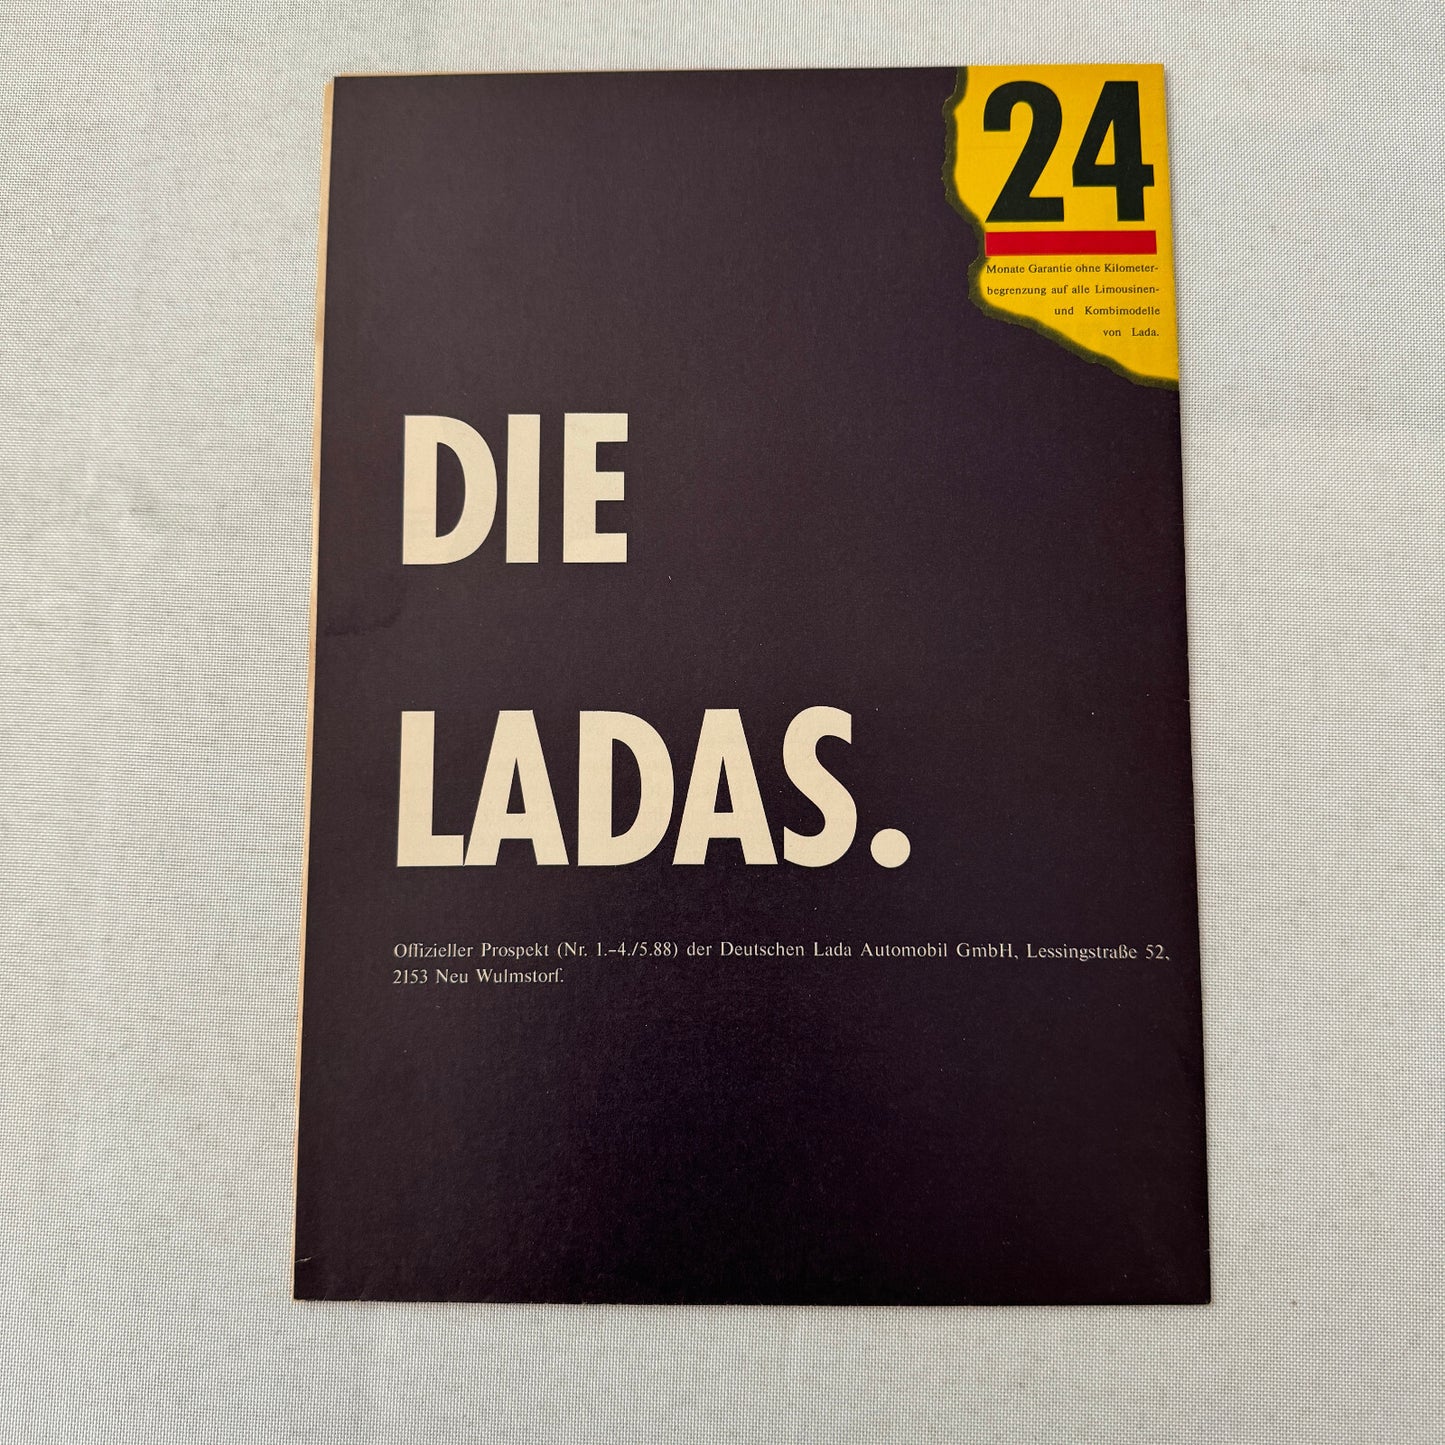 24
Monate Garantie ohne Kilometer-
begrenzung auf alle Limousinen-
und Kombimodelle
von Lada.
DIE
LADAS.
Offizieller Prospekt (Nr. 1.-4./5.88) der Deutschen Lada Automobil GmbH, Lessingstraße 52,
2153 Neu Wulmstorf.